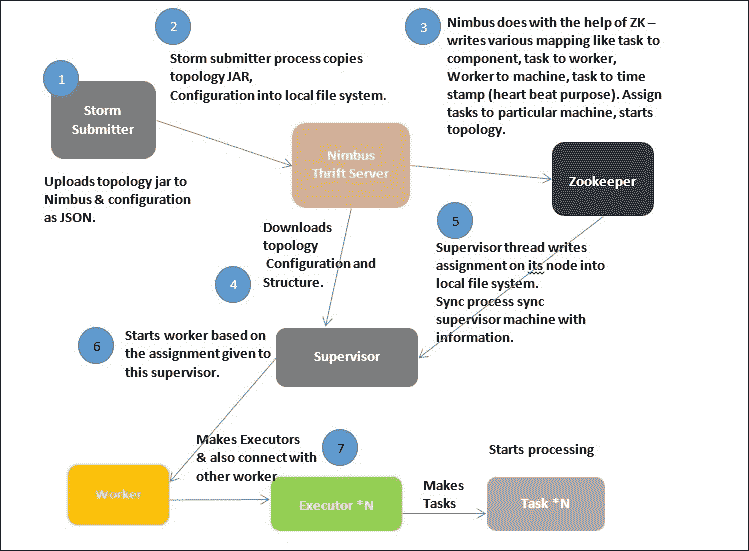 1
Storm
Submitter
Uploads topology jar to
Nimbus & configuration
as JSON.
2
Storm submitter process copies
topology JAR,
Configuration into local file system.
Nimbus
Thrift Server
3
Nimbus does with the help of ZK –
writes various mapping like task to
component, task to worker,
Worker to machine, task to time
stamp (heart beat purpose). Assign
tasks to particular machine, starts
topology.
Zookeeper
4
Downloads
topology
Configuration and
Structure.
5
Supervisor thread writes
assignment on its node into
local file system.
Sync process sync
supervisor machine with
information.
Supervisor
6
Starts worker based on
the assignment given to
this supervisor.
Worker
7
Makes Executors
& also connect with
other worker
Executor *N
Makes
Tasks
Starts processing
Task *N